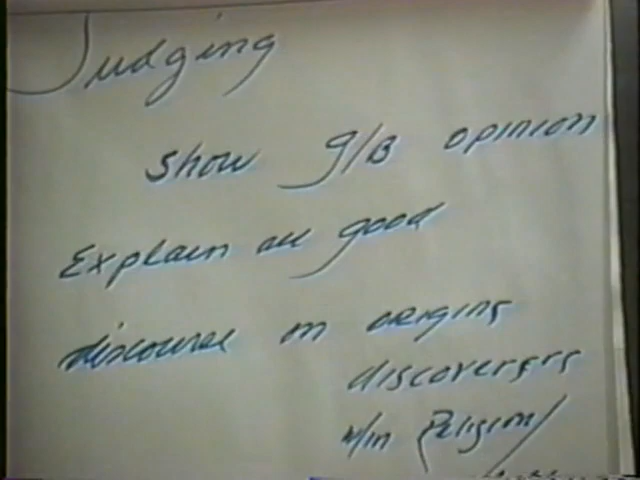 Judging
Show g/B opinion
Explain all good
discourse on origins
discoverers
w/in Religion/